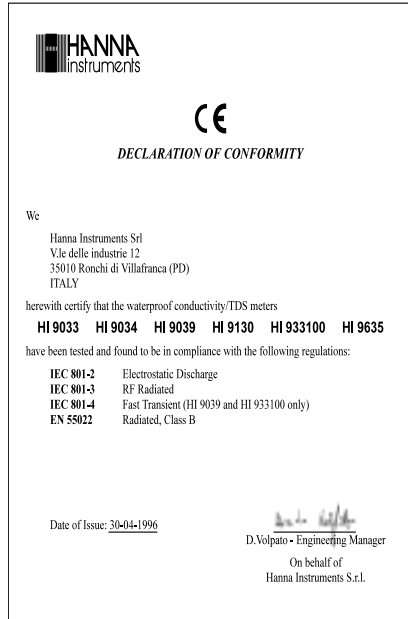 HANNA
instruments
CE
DECLARATION OF CONFORMITY
We
Hanna Instruments Srl
V.le delle industrie 12
35010 Ronchi di Villafranca (PD)
ITALY
herewith certify that the waterproof conductivity/TDS meters
HI 9033 HI 9034 HI 9039 HI 9130 HI 933100 HI 9635
have been tested and found to be in compliance with the following regulations:
IEC 801-2 Electrostatic Discharge
IEC 801-3 RF Radiated
IEC 801-4 Fast Transient (HI 9039 and HI 933100 only)
EN 55022 Radiated, Class B
Date of Issue: 30-04-1996
D.Volpato - Engineering Manager
On behalf of
Hanna Instruments S.r.l.